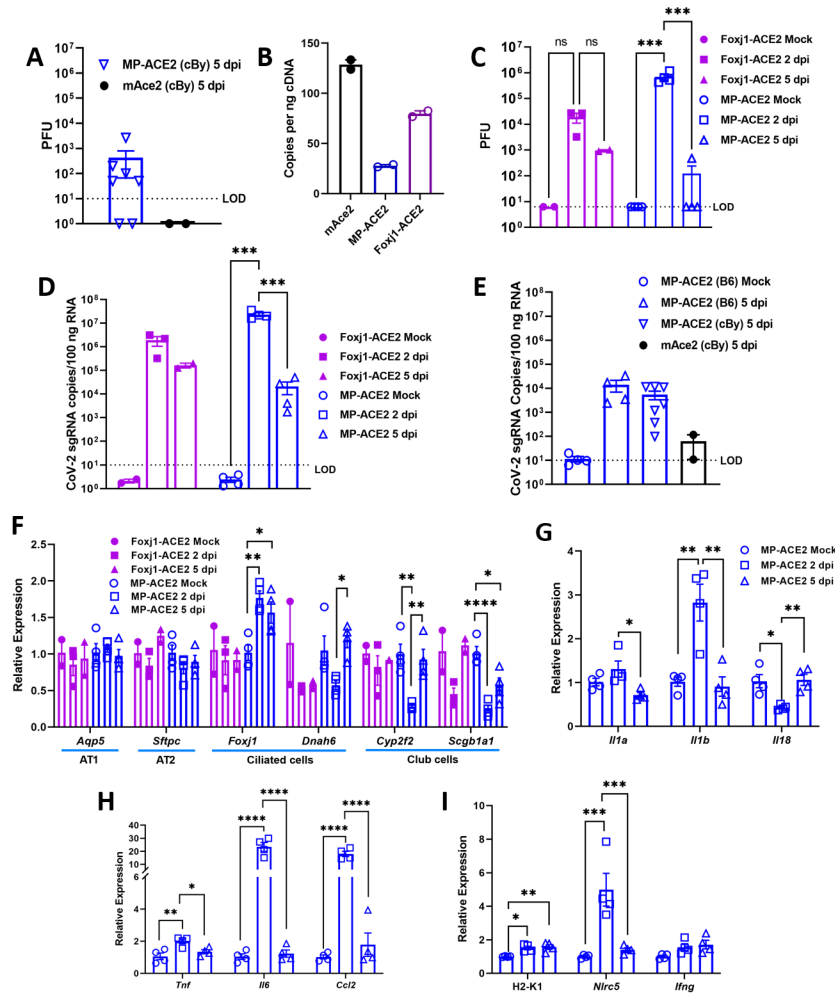 A
PFU
10⁷
10⁶
10⁵
10⁴
10³
10²
10¹
10⁰
MP-ACE2 (cBy) 5 dpi
mAce2 (cBy) 5 dpi
LOD
B
Copies per ng cDNA
150
100
50
0
mAce2
MP-ACE2
Foxj1-ACE2
C
PFU
10⁷
10⁶
10⁵
10⁴
10³
10²
10¹
10⁰
ns
ns
***
***
Foxj1-ACE2 Mock
Foxj1-ACE2 2 dpi
Foxj1-ACE2 5 dpi
MP-ACE2 Mock
MP-ACE2 2 dpi
MP-ACE2 5 dpi
LOD
D
CoV-2 sgRNA copies/100 ng RNA
10⁸
10⁷
10⁶
10⁵
10⁴
10³
10²
10¹
10⁰
***
***
Foxj1-ACE2 Mock
Foxj1-ACE2 2 dpi
Foxj1-ACE2 5 dpi
MP-ACE2 Mock
MP-ACE2 2 dpi
MP-ACE2 5 dpi
LOD
E
CoV-2 sgRNA Copies/100 ng RNA
10⁸
10⁷
10⁶
10⁵
10⁴
10³
10²
10¹
10⁰
MP-ACE2 (B6) Mock
MP-ACE2 (B6) 5 dpi
MP-ACE2 (cBy) 5 dpi
mAce2 (cBy) 5 dpi
LOD
F
Relative Expression
2.5
2.0
1.5
1.0
0.5
0.0
Foxj1-ACE2 Mock
Foxj1-ACE2 2 dpi
Foxj1-ACE2 5 dpi
MP-ACE2 Mock
MP-ACE2 2 dpi
MP-ACE2 5 dpi
*
**
*
**
**
*
****
Aqp5 Sftpc Foxj1 Dnah6 Cyp2f2 Scgb1a1
AT1 AT2 Ciliated cells Club cells
G
Relative Expression
4
3
2
1
0
MP-ACE2 Mock
MP-ACE2 2 dpi
MP-ACE2 5 dpi
*
** **
* **
Il1a Il1b Il18
H
Relative Expression
40
30
20
10
6
4
2
0
** *
**** ****
**** ****
Tnf Il6 Ccl2
I
Relative Expression
10
8
6
4
2
0
**
*
***
***
H2-K1 Nlrc5 Ifng